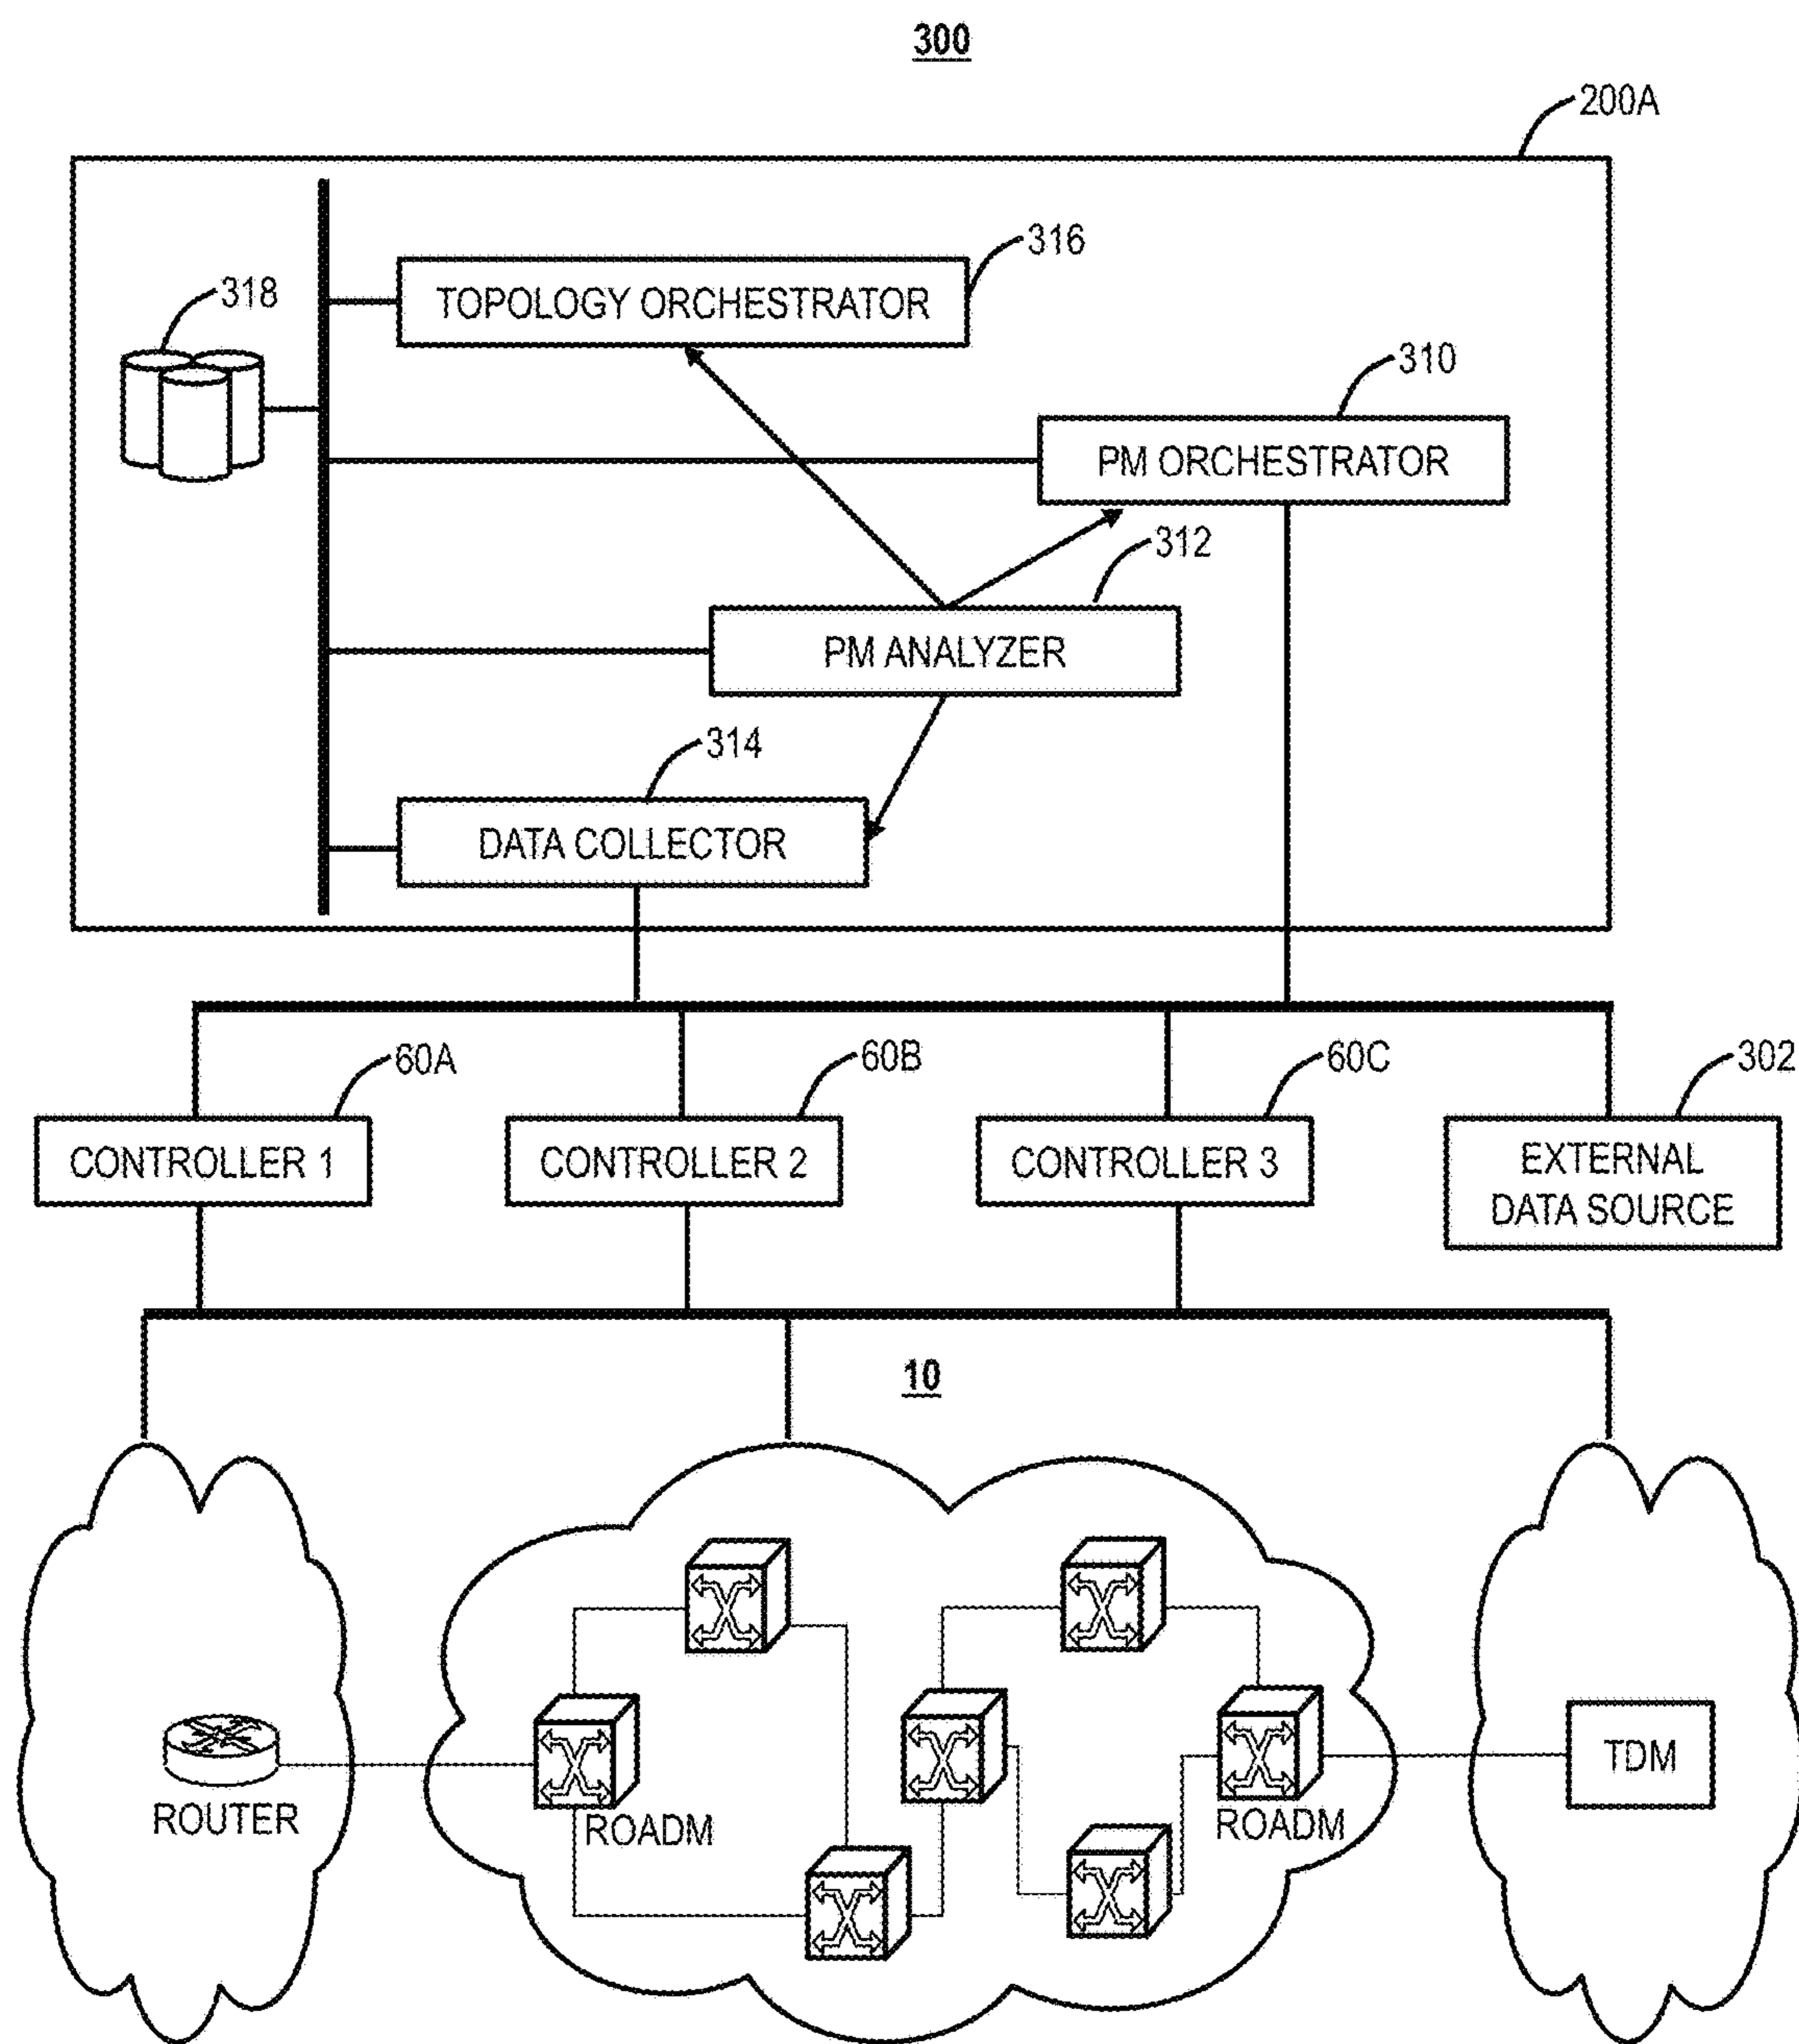 300
200A
316
TOPOLOGY ORCHESTRATOR
318
310
PM ORCHESTRATOR
312
PM ANALYZER
314
DATA COLLECTOR
60A
60B
60C
302
CONTROLLER 1
CONTROLLER 2
CONTROLLER 3
EXTERNAL
DATA SOURCE
10
ROUTER
ROADM
ROADM
TDM